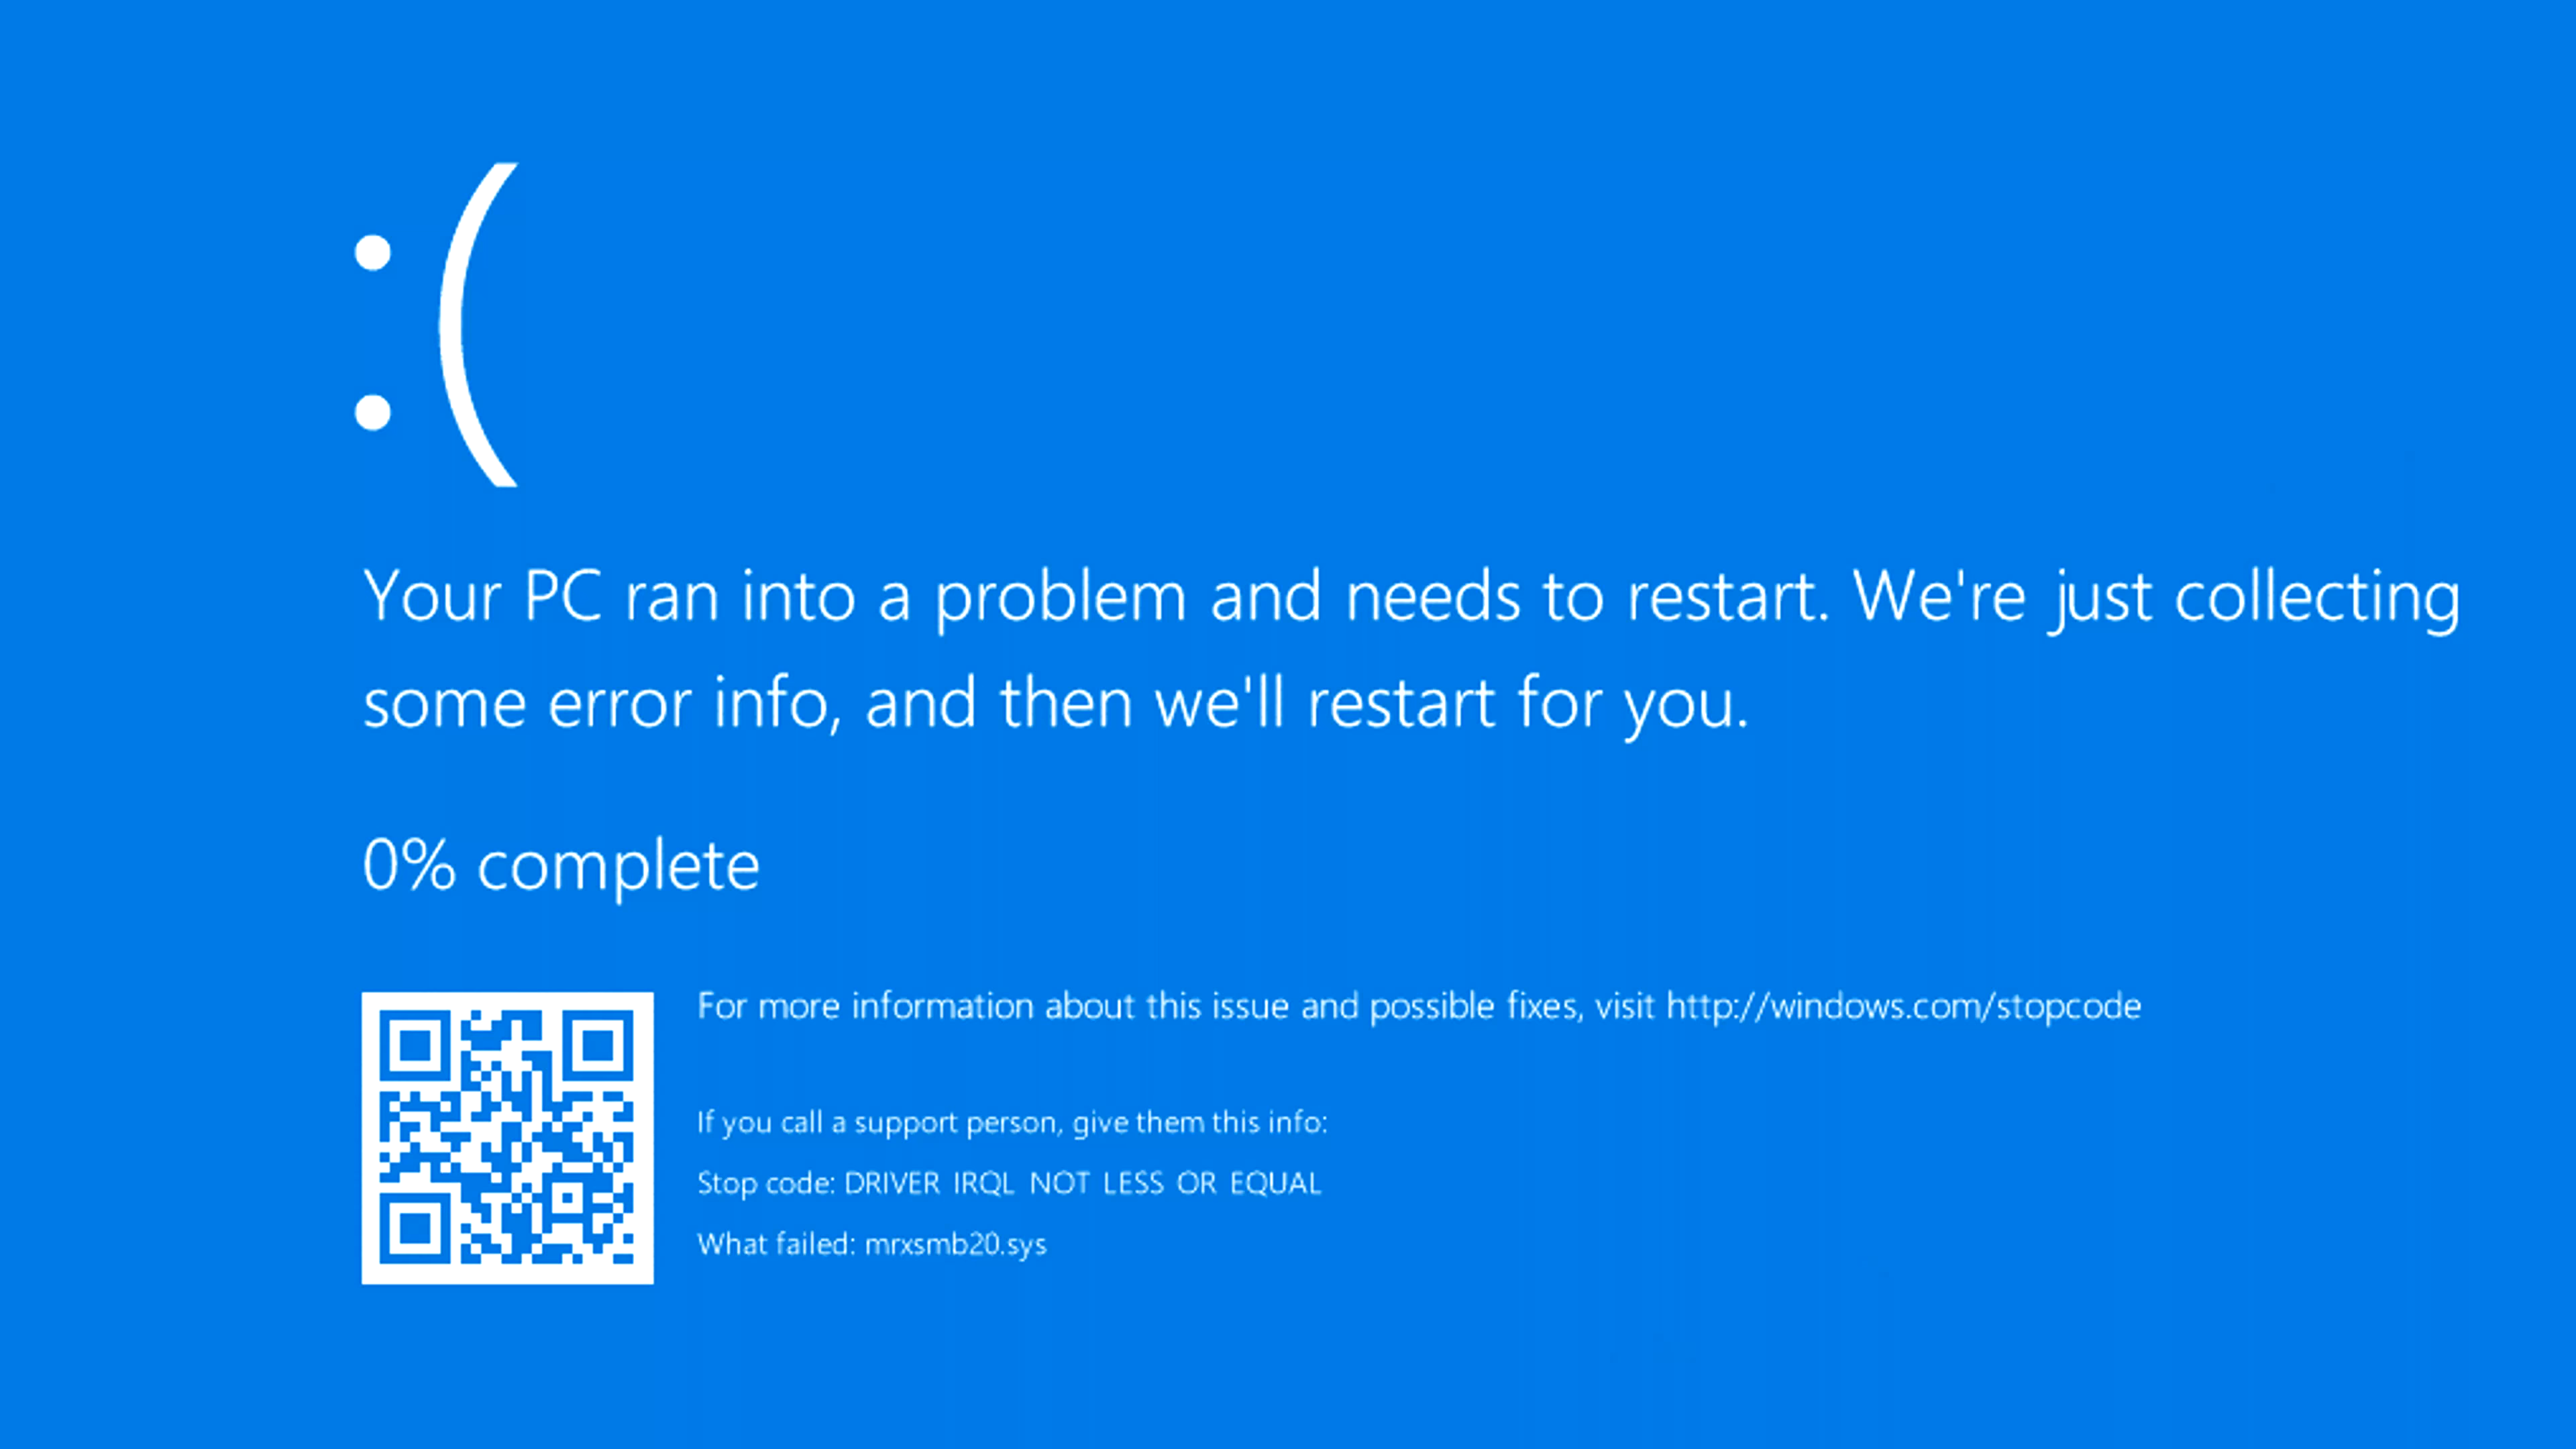 :(
Your PC ran into a problem and needs to restart. We're just collecting
some error info, and then we'll restart for you.
0% complete
For more information about this issue and possible fixes, visit http://windows.com/stopcode
If you call a support person, give them this info:
Stop code: DRIVER IRQL NOT LESS OR EQUAL
What failed: mrxsmb20.sys